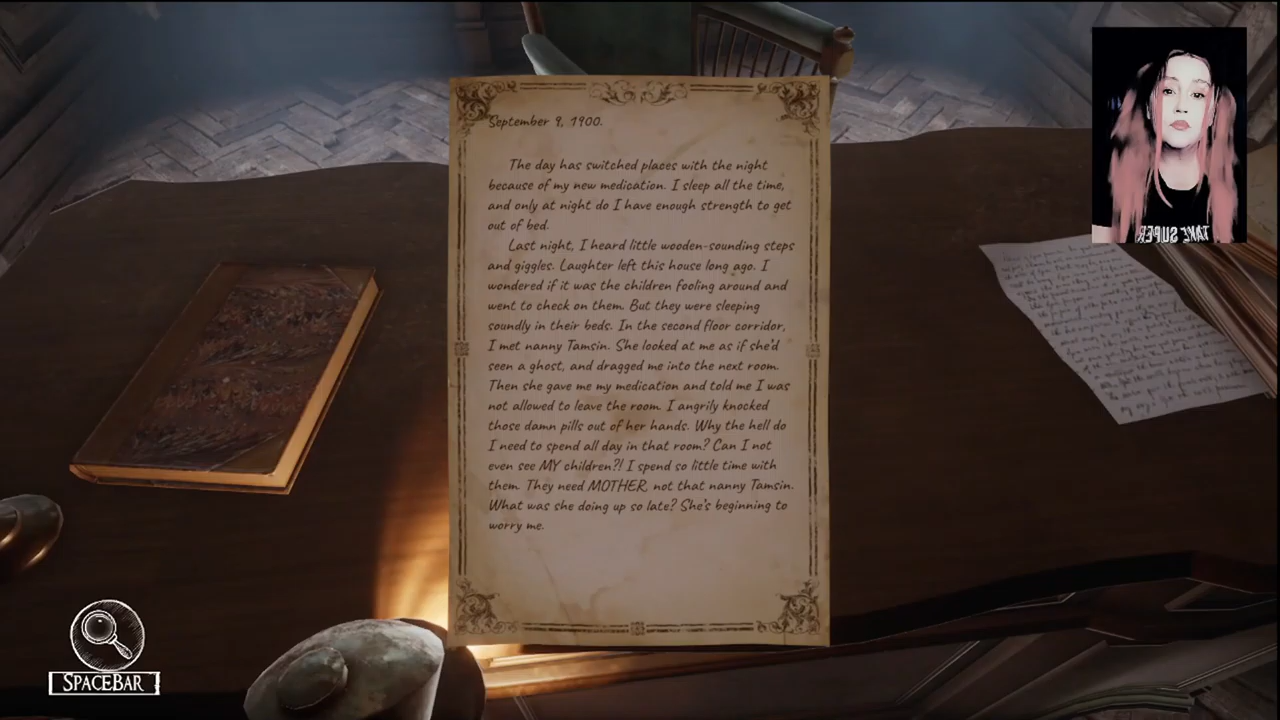 September 9, 1900.
The day has switched places with the night
because of my new medication. I sleep all the time,
and only at night do I have enough strength to get
out of bed.
Last night, I heard little wooden-sounding steps
and giggles. Laughter left this house long ago. I
wondered if it was the children fooling around and
went to check on them. But they were sleeping
soundly in their beds. In the second floor corridor,
I met nanny Tamsin. She looked at me as if she'd
seen a ghost, and dragged me into the next room.
Then she gave me my medication and told me I was
not allowed to leave the room. I angrily knocked
those damn pills out of her hands. Why the hell do
I need to spend all day in that room? Can I not
even see MY children?! I spend so little time with
them. They need MOTHER, not that nanny Tamsin.
What was she doing up so late? She's beginning to
worry me.
TAKE SUPER
SPACEBAR